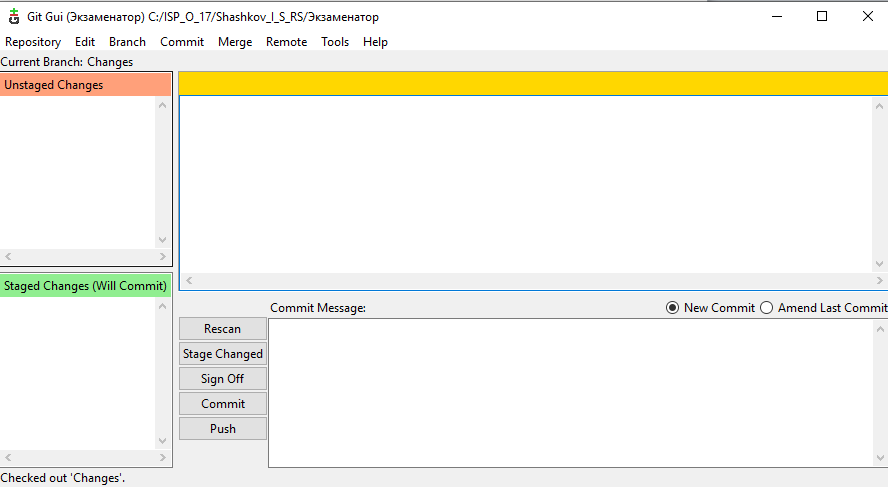 Git Gui (Экзаменатор) C:/ISP_O_17/Shashkov_I_S_RS/Экзаменатор
Repository Edit Branch Commit Merge Remote Tools Help
Current Branch: Changes
Unstaged Changes
Staged Changes (Will Commit)
Commit Message:
New Commit
Amend Last Commit
Rescan
Stage Changed
Sign Off
Commit
Push
Checked out 'Changes'.